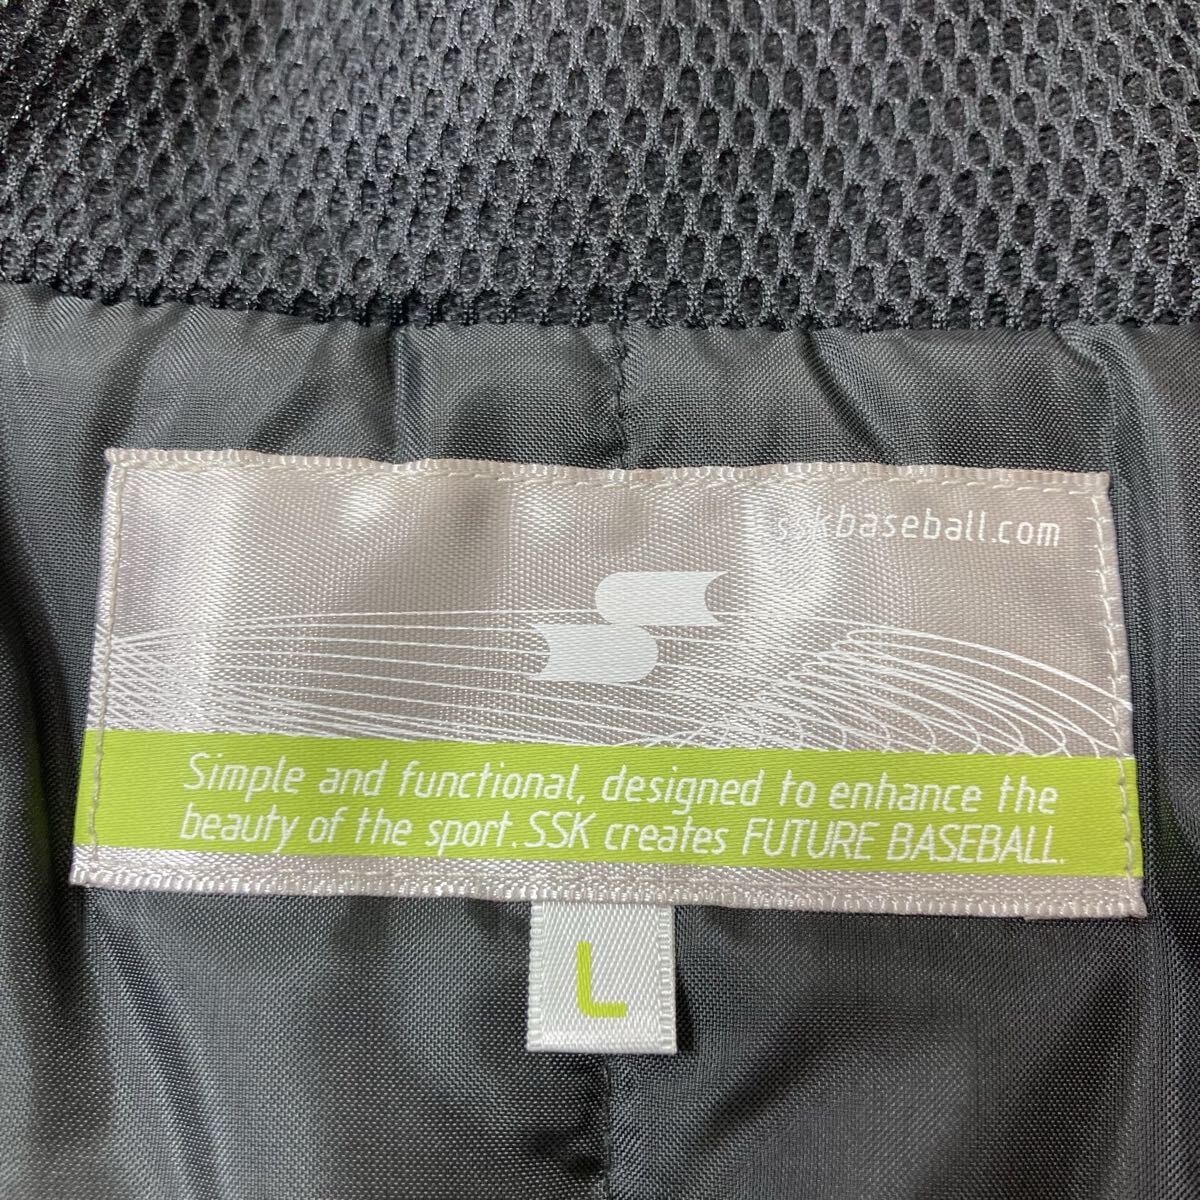 sskbaseball.com
Simple and functional, designed to enhance the
beauty of the sport. SSK creates FUTURE BASEBALL.
L